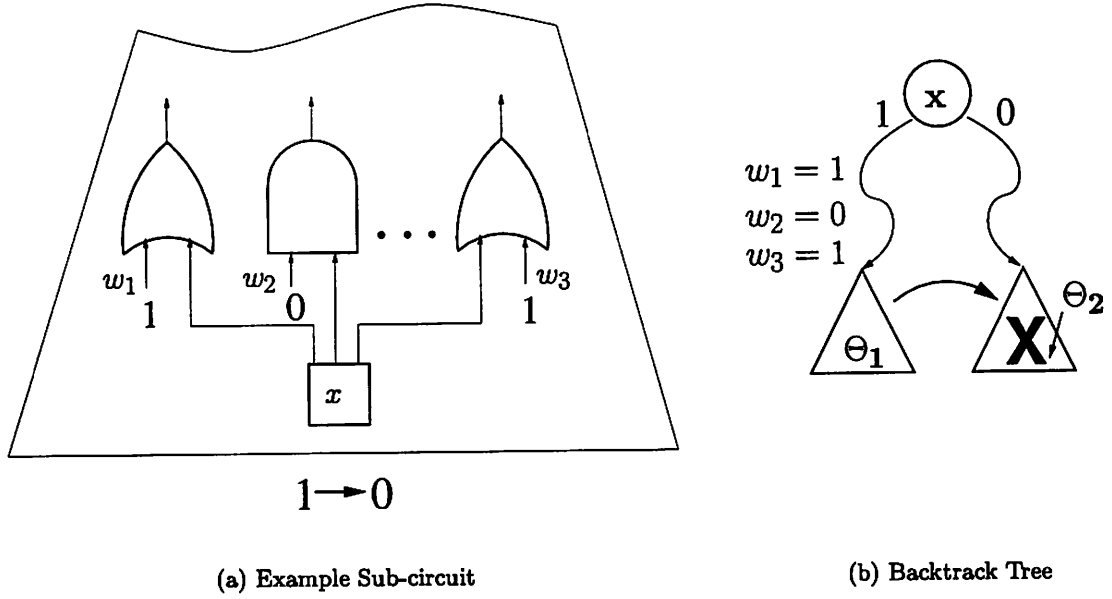 w₁
1
w₂
0
w₃
1
• • •
x
1→0
(a) Example Sub-circuit
x
1
0
w₁ = 1
w₂ = 0
w₃ = 1
Θ₁
X
Θ₂
(b) Backtrack Tree